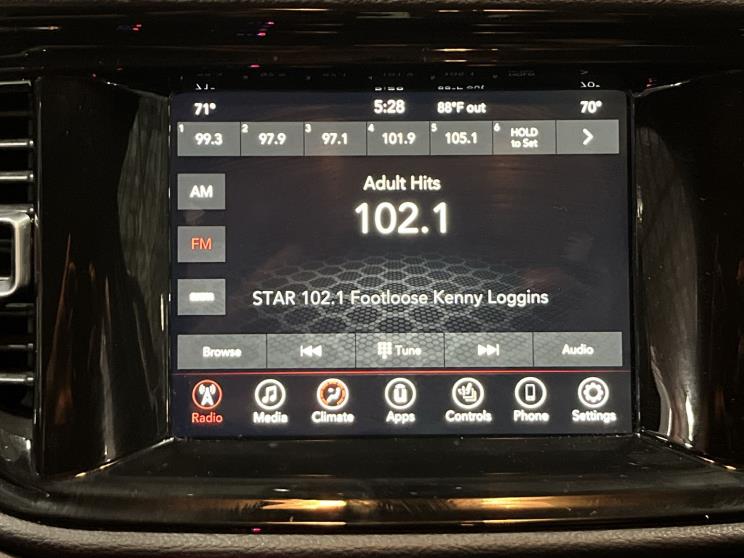 71° 5:28 88°F out 70°
1 99.3 2 97.9 3 97.1 4 101.9 5 105.1 6 HOLD to Set
AM
Adult Hits
102.1
FM
STAR 102.1 Footloose Kenny Loggins
Browse Tune Audio
Radio Media Climate Apps Controls Phone Settings